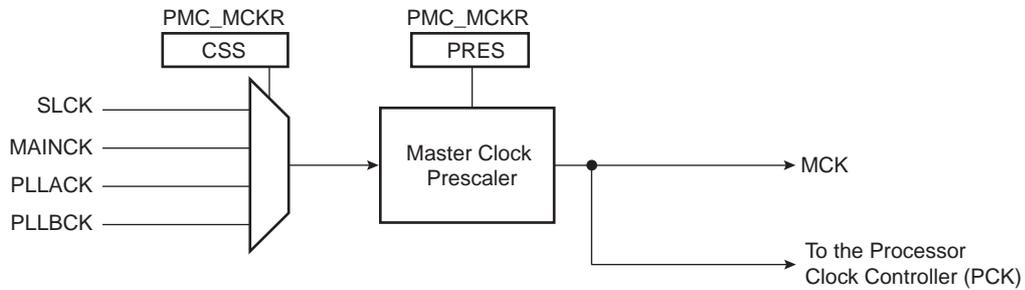 PMC_MCKR
PMC_MCKR
CSS
PRES
SLCK
MAINCK
PLLACK
PLLBCK
Master Clock
Prescaler
MCK
To the Processor
Clock Controller (PCK)